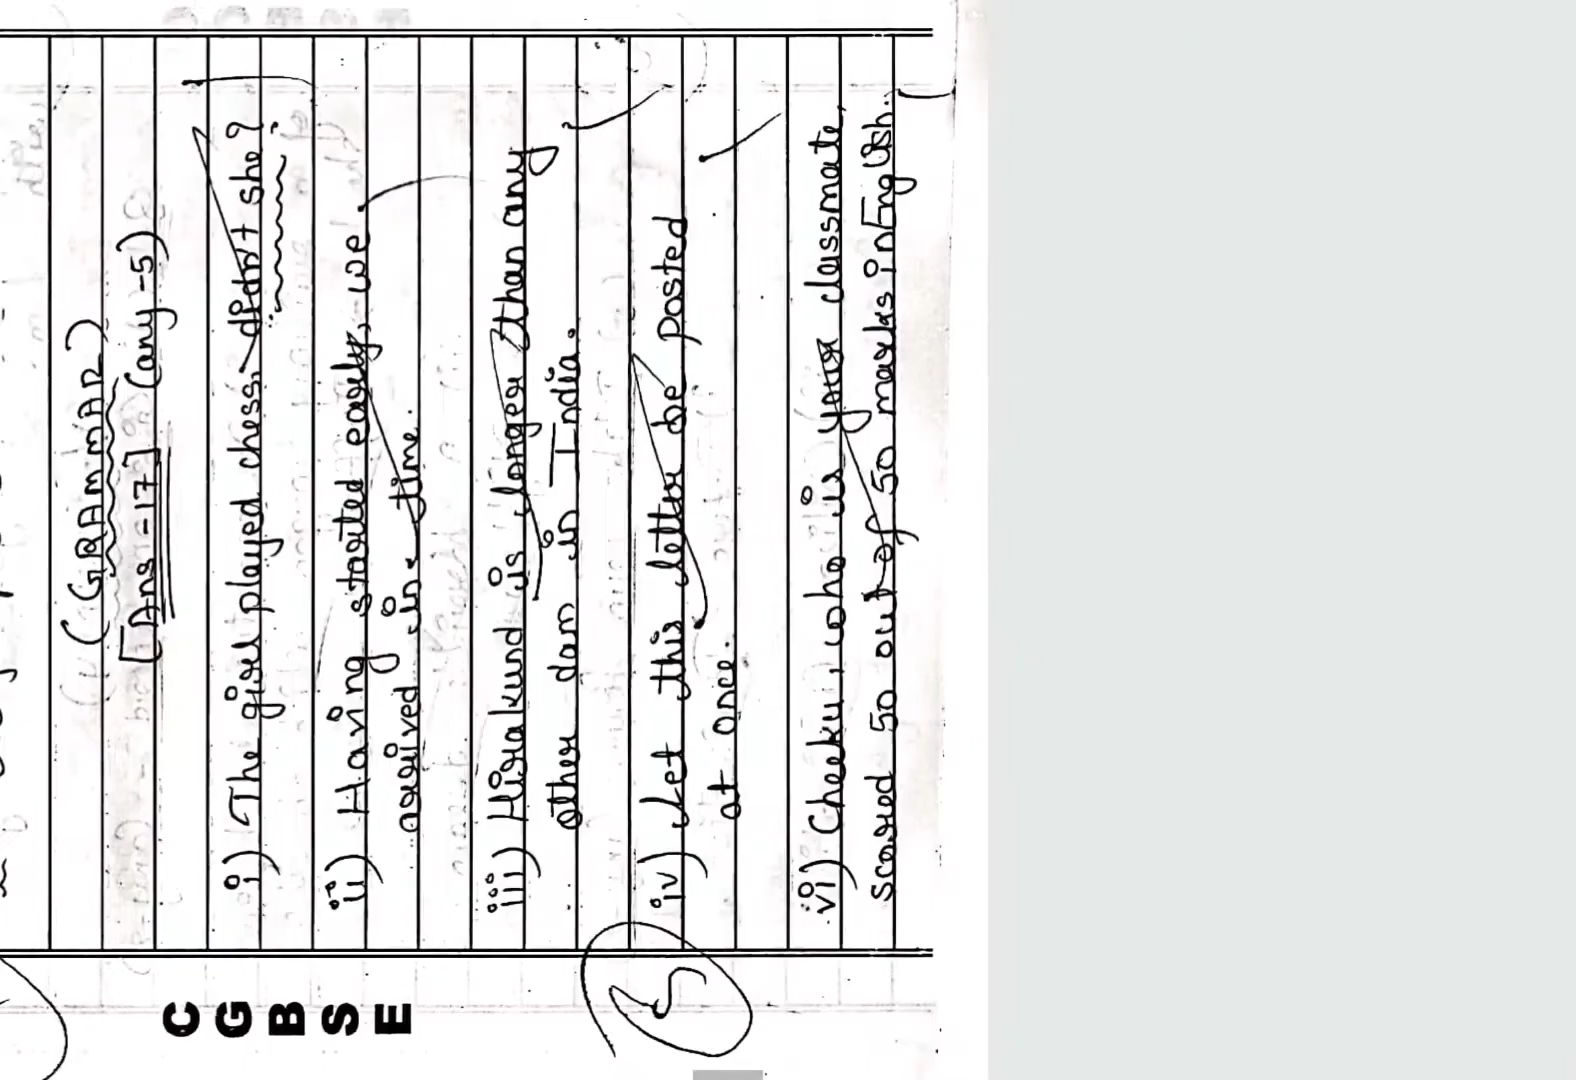 (GRAMMAR)
[Ans-17] (any-5)
i) The girl played chess, didn't she?
ii) Having started early, we
arrived in time.
iii) Hirakund is longer than any
other dam in India.
iv) Let this letter be posted
at once.
vi) Cheeku, who is your classmate,
scored 50 out of 50 marks in English.
5
CGBSE